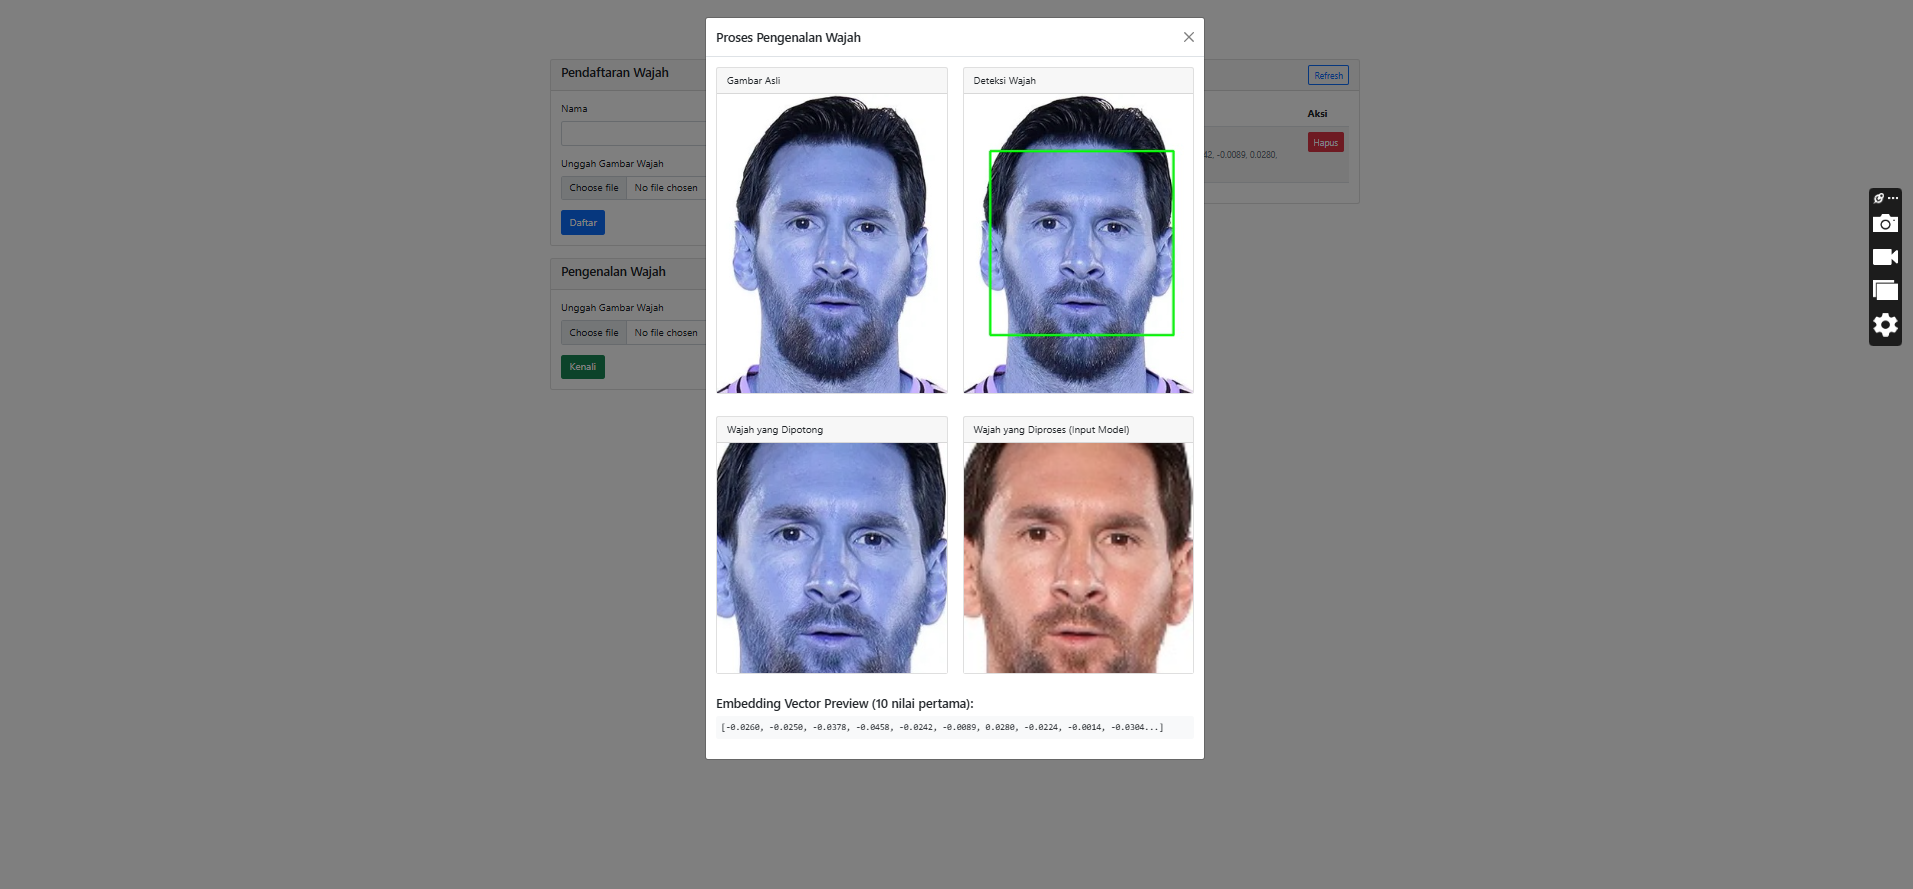 Proses Pengenalan Wajah
Gambar Asli
Deteksi Wajah
Wajah yang Dipotong
Wajah yang Diproses (Input Model)
Embedding Vector Preview (10 nilai pertama):
[-0.0260, -0.0250, -0.0378, -0.0458, -0.0242, -0.0089, 0.0280, -0.0224, -0.0014, -0.0304...]
Pendaftaran Wajah
Nama
Unggah Gambar Wajah
Choose file No file chosen
Daftar
Pengenalan Wajah
Unggah Gambar Wajah
Choose file No file chosen
Kenali
Refresh
Aksi
42, -0.0089, 0.0280,
Hapus